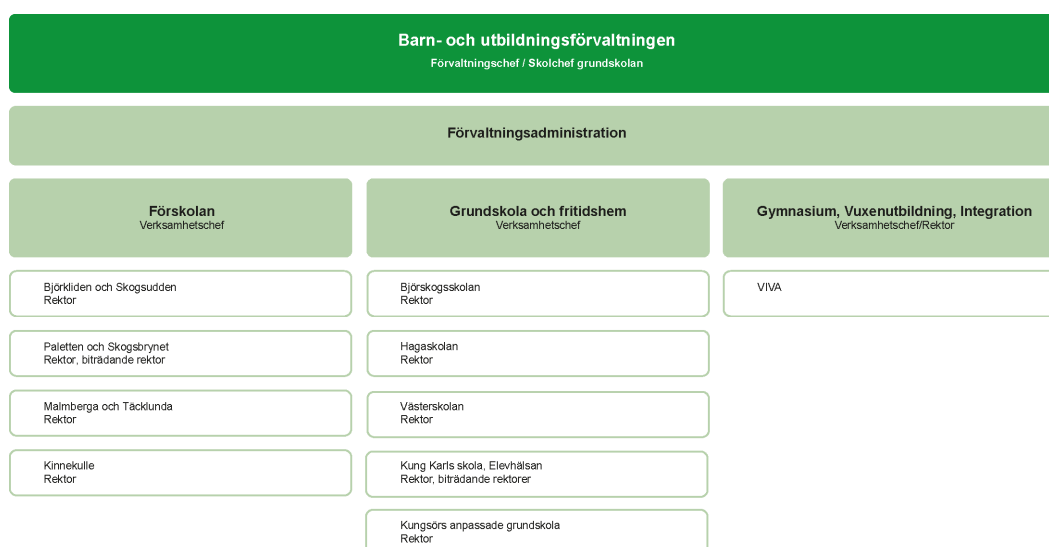 Barn- och utbildningsförvaltningen
Förvaltningschef / Skolchef grundskolan
Förvaltningsadministration
Förskolan
Verksamhetschef
Björkliden och Skogsudden
Rektor
Paletten och Skogsbrynet
Rektor, biträdande rektor
Malmberga och Täcklunda
Rektor
Kinnekulle
Rektor
Grundskola och fritidshem
Verksamhetschef
Björskogsskolan
Rektor
Hagaskolan
Rektor
Västerskolan
Rektor
Kung Karls skola, Elevhälsan
Rektor, biträdande rektorer
Kungsörs anpassade grundskola
Rektor
Gymnasium, Vuxenutbildning, Integration
Verksamhetschef/Rektor
VIVA